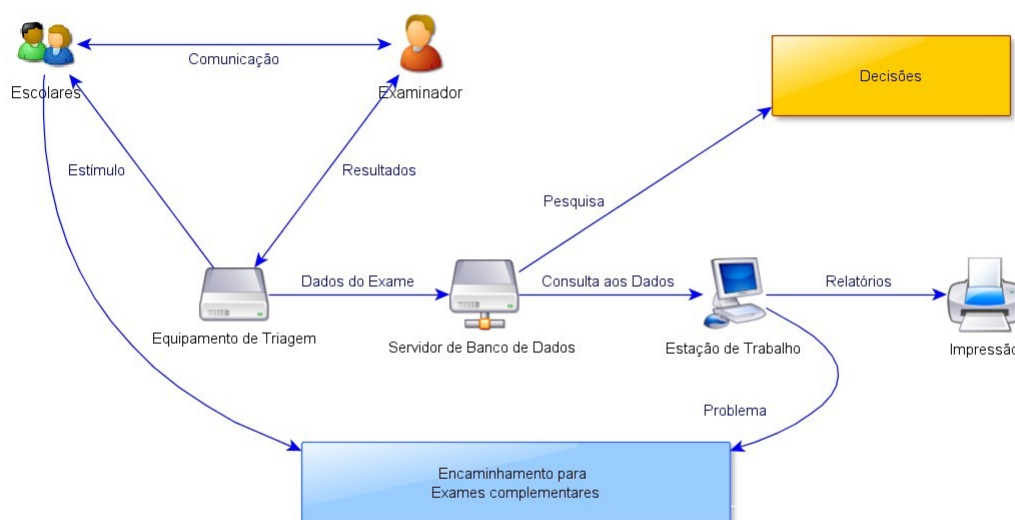 Comunicação
Decisões
Escolares
Examinador
Estímulo
Resultados
Pesquisa
Dados do Exame
Consulta aos Dados
Relatórios
Equipamento de Triagem
Servidor de Banco de Dados
Estação de Trabalho
Impressão
Problema
Encaminhamento para
Exames complementares